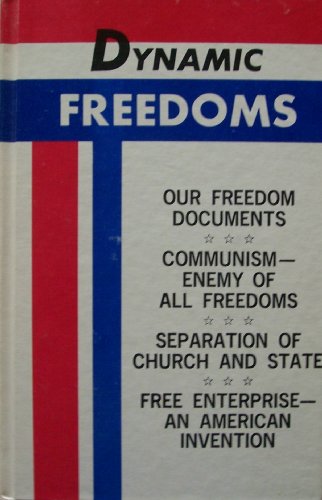 DYNAMIC
FREEDOMS
OUR FREEDOM
DOCUMENTS
☆ ☆ ☆
COMMUNISM—
ENEMY OF
ALL FREEDOMS
☆ ☆ ☆
SEPARATION OF
CHURCH AND STATE
☆ ☆ ☆
FREE ENTERPRISE—
AN AMERICAN
INVENTION